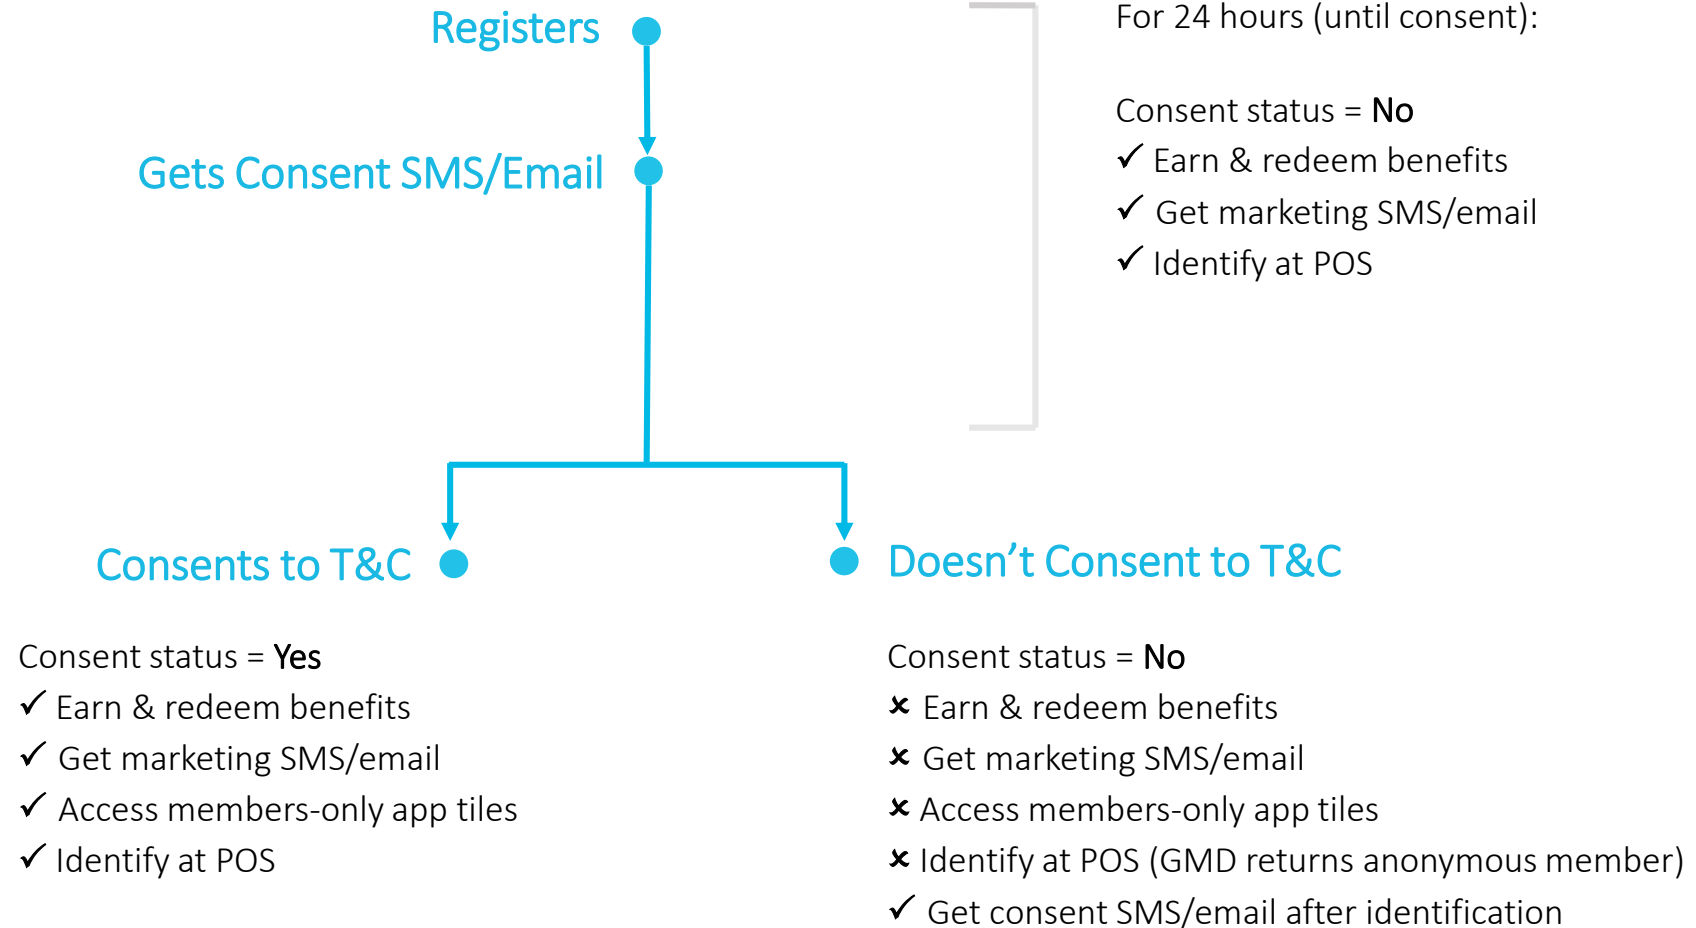 Registers
For 24 hours (until consent):
Consent status = No
✓ Earn & redeem benefits
✓ Get marketing SMS/email
✓ Identify at POS
Gets Consent SMS/Email
Consents to T&C
Consent status = Yes
✓ Earn & redeem benefits
✓ Get marketing SMS/email
✓ Access members-only app tiles
✓ Identify at POS
Doesn’t Consent to T&C
Consent status = No
× Earn & redeem benefits
× Get marketing SMS/email
× Access members-only app tiles
× Identify at POS (GMD returns anonymous member)
✓ Get consent SMS/email after identification